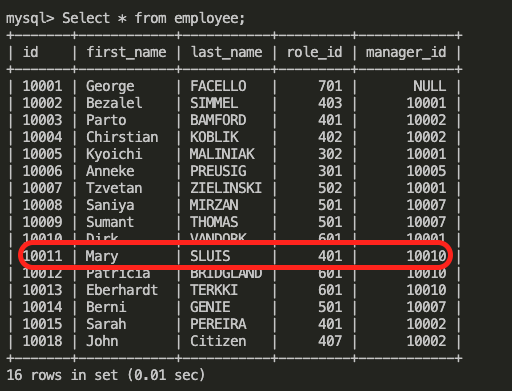 mysql> Select * from employee;
+-------+------------+-----------+---------+------------+
| id    | first_name | last_name | role_id | manager_id |
+-------+------------+-----------+---------+------------+
| 10001 | George     | FACELLO   |     701 |       NULL |
| 10002 | Bezalel    | SIMMEL    |     403 |      10001 |
| 10003 | Parto      | BAMFORD   |     401 |      10002 |
| 10004 | Chirstian  | KOBLIK    |     402 |      10002 |
| 10005 | Kyoichi    | MALINIAK  |     302 |      10001 |
| 10006 | Anneke     | PREUSIG   |     301 |      10005 |
| 10007 | Tzvetan    | ZIELINSKI |     502 |      10001 |
| 10008 | Saniya     | MIRZAN    |     501 |      10007 |
| 10009 | Sumant     | THOMAS    |     501 |      10007 |
| 10010 | Dirk       | VANDORK   |     601 |      10001 |
| 10011 | Mary       | SLUIS     |     401 |      10010 |
| 10012 | Patricia   | BRIDGLAND |     601 |      10010 |
| 10013 | Eberhardt  | TERKKI    |     601 |      10010 |
| 10014 | Berni      | GENIE     |     501 |      10007 |
| 10015 | Sarah      | PEREIRA   |     401 |      10002 |
| 10018 | John       | Citizen   |     407 |      10002 |
+-------+------------+-----------+---------+------------+
16 rows in set (0.01 sec)